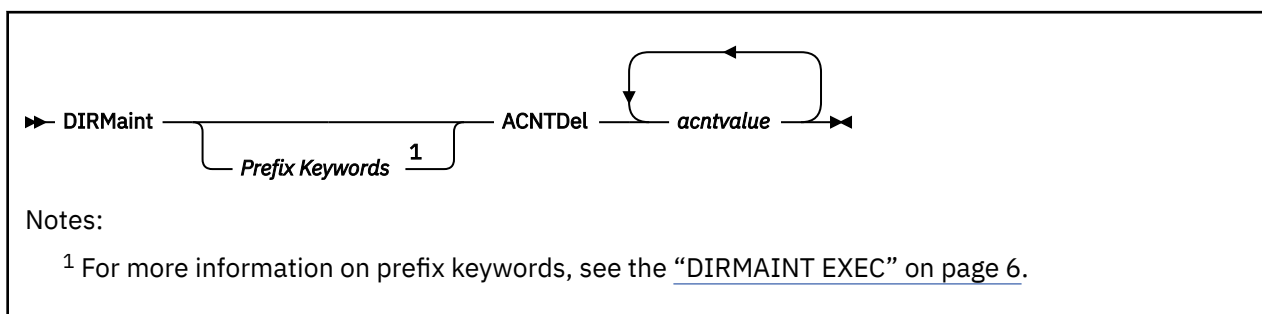 DIRMaint ACNTDel acntvalue
Prefix Keywords 1
Notes:
1 For more information on prefix keywords, see the “DIRMAINT EXEC” on page 6.